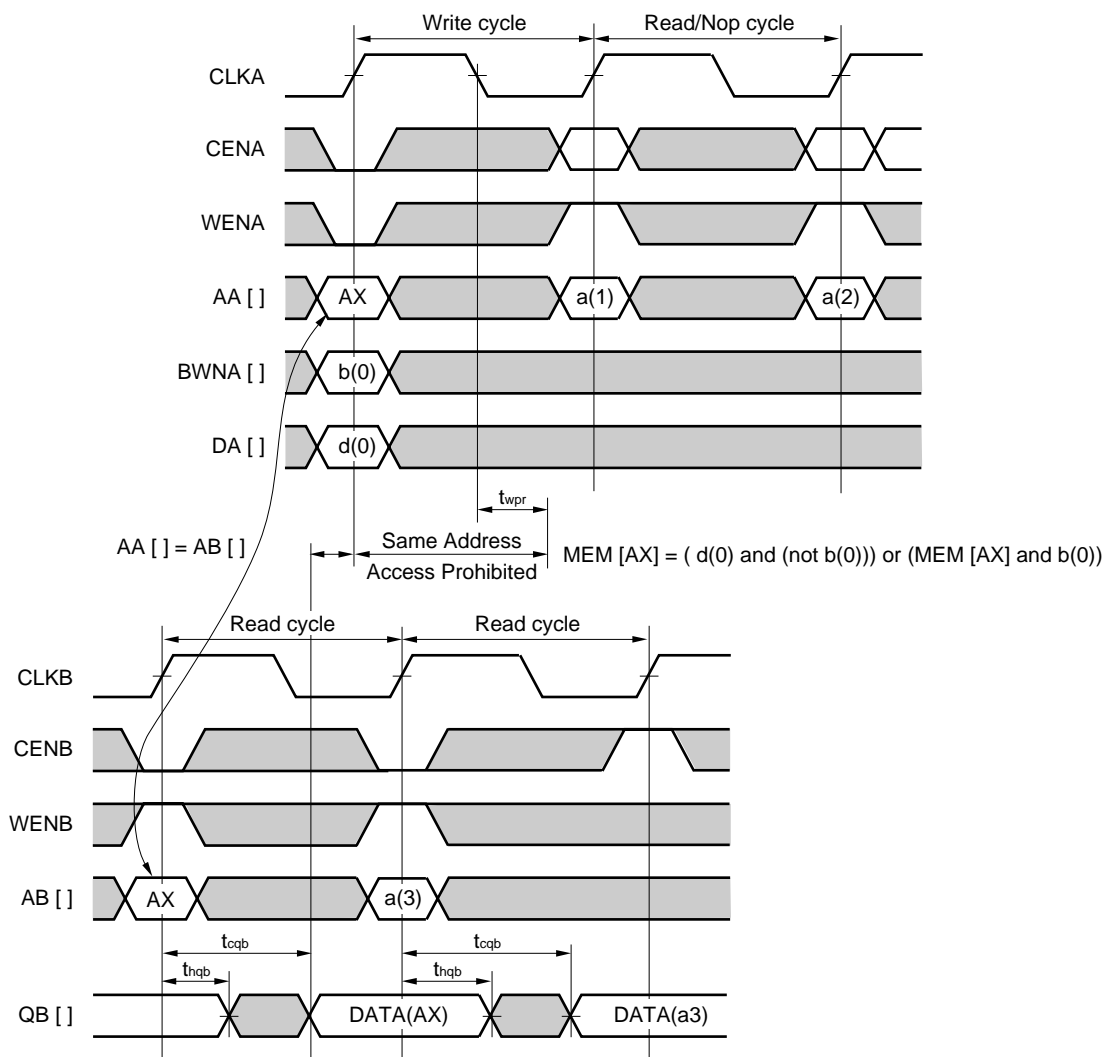 Write cycle
Read/Nop cycle
CLKA
CENA
WENA
AA [ ]
AX
a(1)
a(2)
BWNA [ ]
b(0)
DA [ ]
d(0)
twpr
AA [ ] = AB [ ]
Same Address
Access Prohibited
MEM [AX] = ( d(0) and (not b(0))) or (MEM [AX] and b(0))
Read cycle
Read cycle
CLKB
CENB
WENB
AB [ ]
AX
a(3)
tcqb
tcqb
thqb
thqb
QB [ ]
DATA(AX)
DATA(a3)